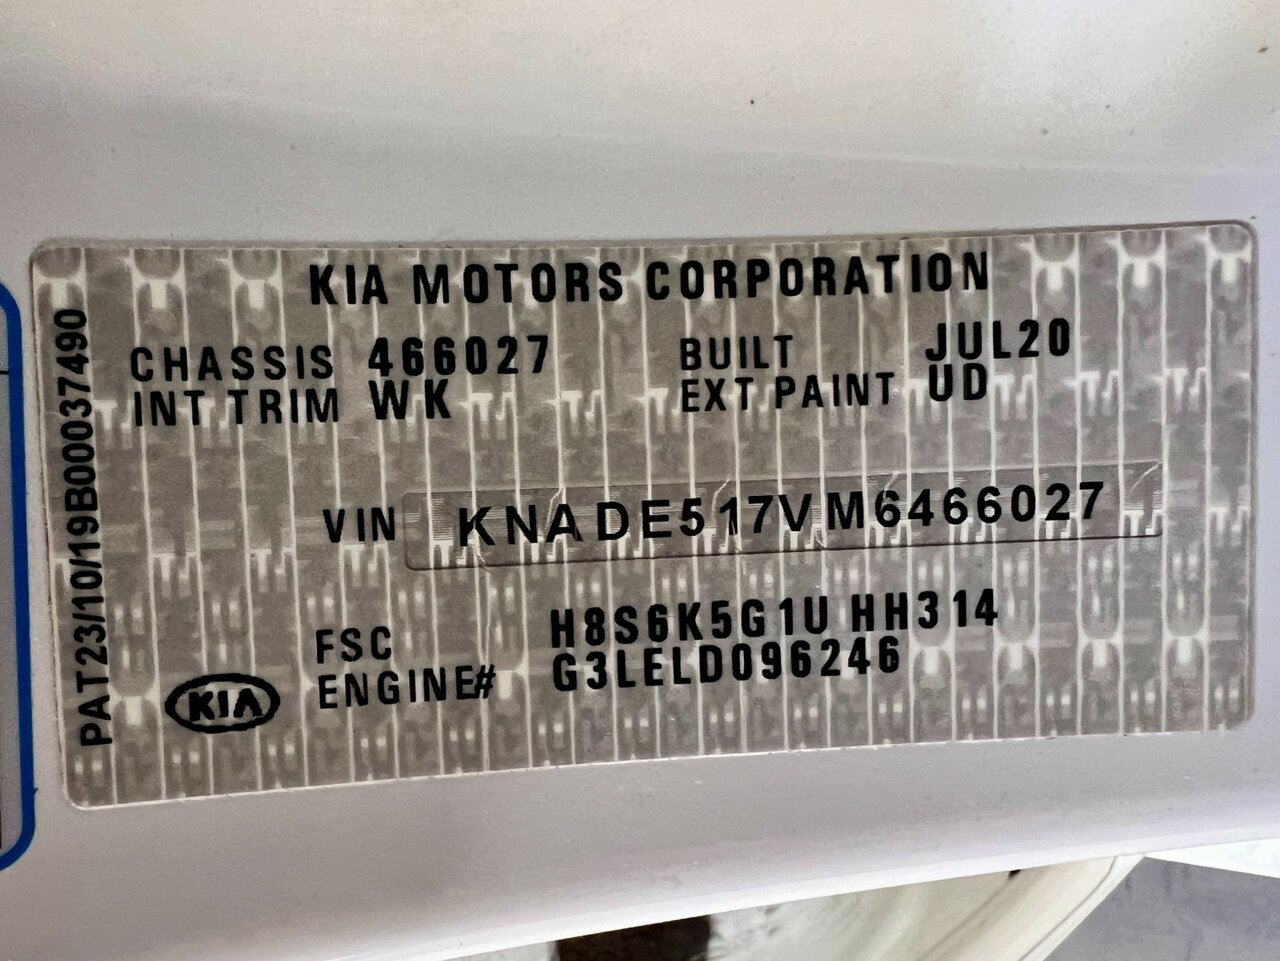 KIA MOTORS CORPORATION
CHASSIS 466027 BUILT JUL20
INT TRIM WK EXT PAINT UD
VIN KNADE517VM6466027
FSC H8S6K5G1U HH314
ENGINE# G3LELD096246
KIA
PAT23/10/19B00037490